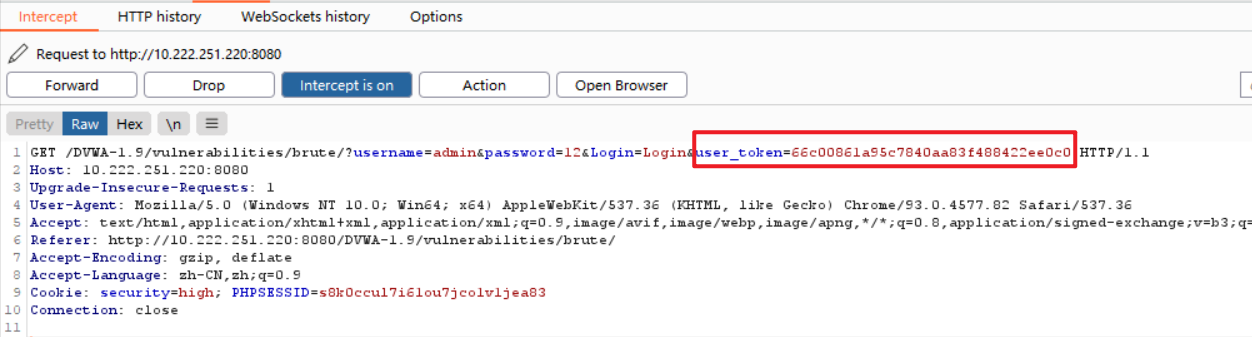 Intercept HTTP history WebSockets history Options
Request to http://10.222.251.220:8080
Forward Drop Intercept is on Action Open Browser
Pretty Raw Hex \n
1 GET /DVWA-1.9/vulnerabilities/brute/?username=admin&password=12&Login=Login&user_token=66c00861a95c7840aa83f488422ee0c0 HTTP/1.1
2 Host: 10.222.251.220:8080
3 Upgrade-Insecure-Requests: 1
4 User-Agent: Mozilla/5.0 (Windows NT 10.0; Win64; x64) AppleWebKit/537.36 (KHTML, like Gecko) Chrome/93.0.4577.82 Safari/537.36
5 Accept: text/html,application/xhtml+xml,application/xml;q=0.9,image/avif,image/webp,image/apng,*/*;q=0.8,application/signed-exchange;v=b3;q=
6 Referer: http://10.222.251.220:8080/DVWA-1.9/vulnerabilities/brute/
7 Accept-Encoding: gzip, deflate
8 Accept-Language: zh-CN,zh;q=0.9
9 Cookie: security=high; PHPSESSID=s8k0ccul7i6lou7jcolvljea83
10 Connection: close
11